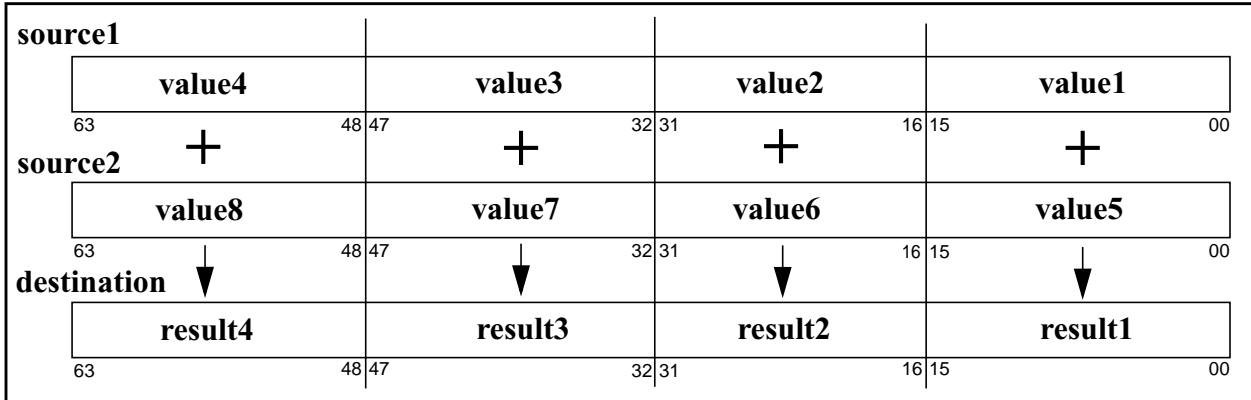 source1
value4 value3 value2 value1
63 48 47 32 31 16 15 00
+ + + +
source2
value8 value7 value6 value5
63 48 47 32 31 16 15 00
destination
result4 result3 result2 result1
63 48 47 32 31 16 15 00